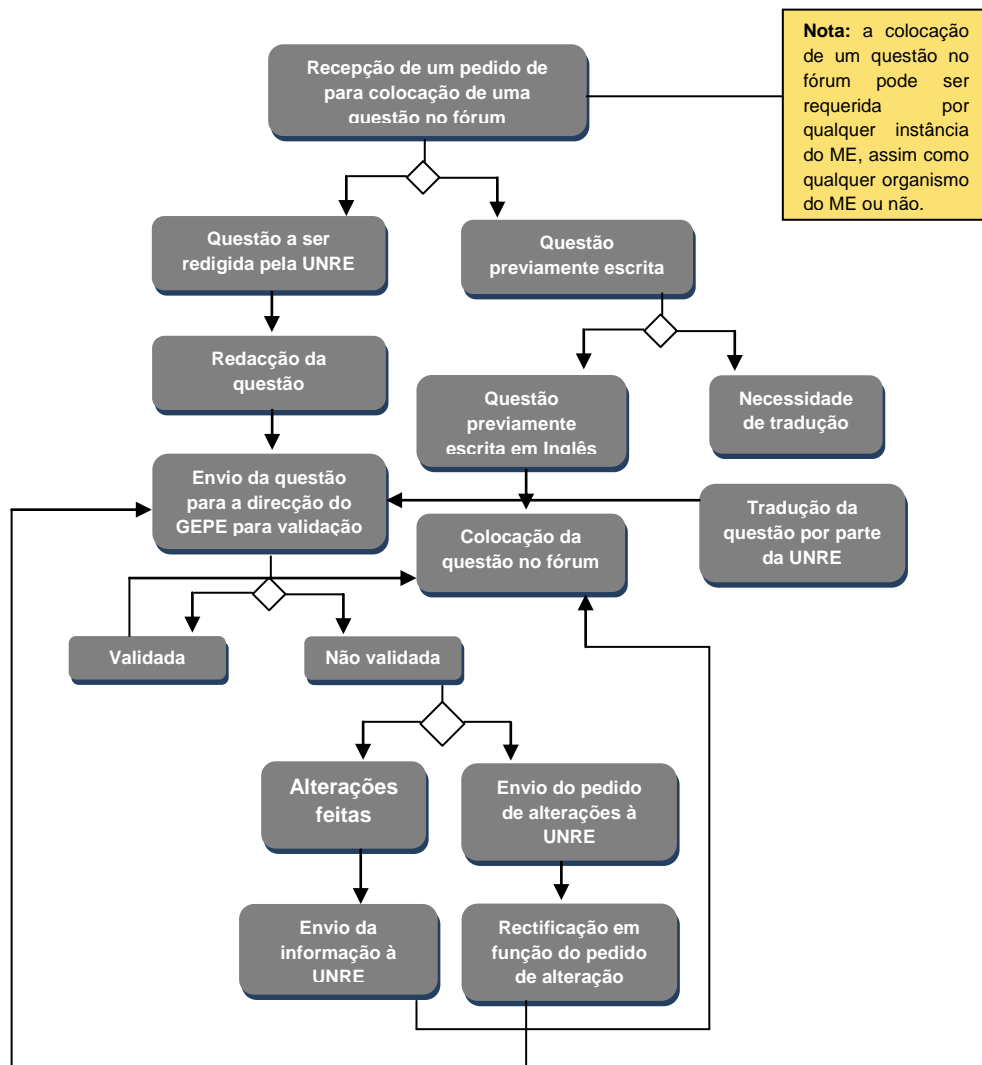 Nota: a colocação
de um questão no
fórum pode ser
requerida por
qualquer instância
do ME, assim como
qualquer organismo
do ME ou não.
Recepção de um pedido de
para colocação de uma
questão no fórum
Questão a ser
redigida pela UNRE
Questão
previamente escrita
Redacção da
questão
Questão
previamente
escrita em Inglês
Necessidade
de tradução
Envio da questão
para a direcção do
GEPE para validação
Colocação da
questão no fórum
Tradução da
questão por parte
da UNRE
Validada
Não validada
Alterações
feitas
Envio do pedido
de alterações à
UNRE
Envio da
informação à
UNRE
Rectificação em
função do pedido
de alteração